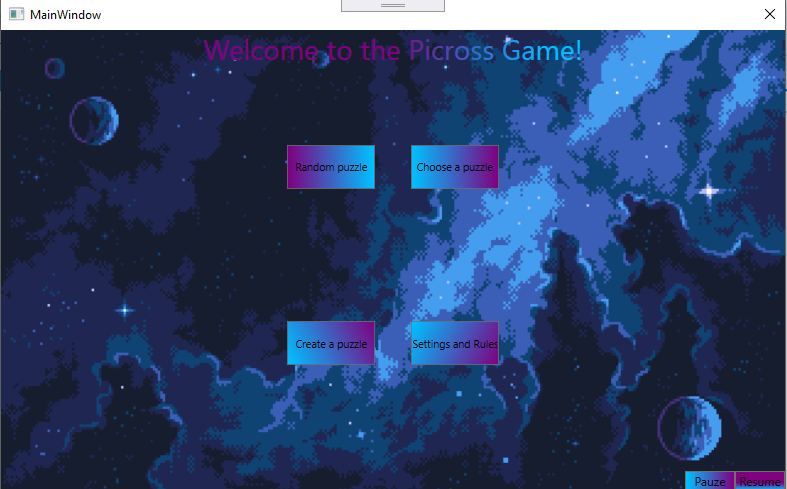 MainWindow
Welcome to the Picross Game!
Random puzzle
Choose a puzzle
Create a puzzle
Settings and Rules
Pauze
Resume